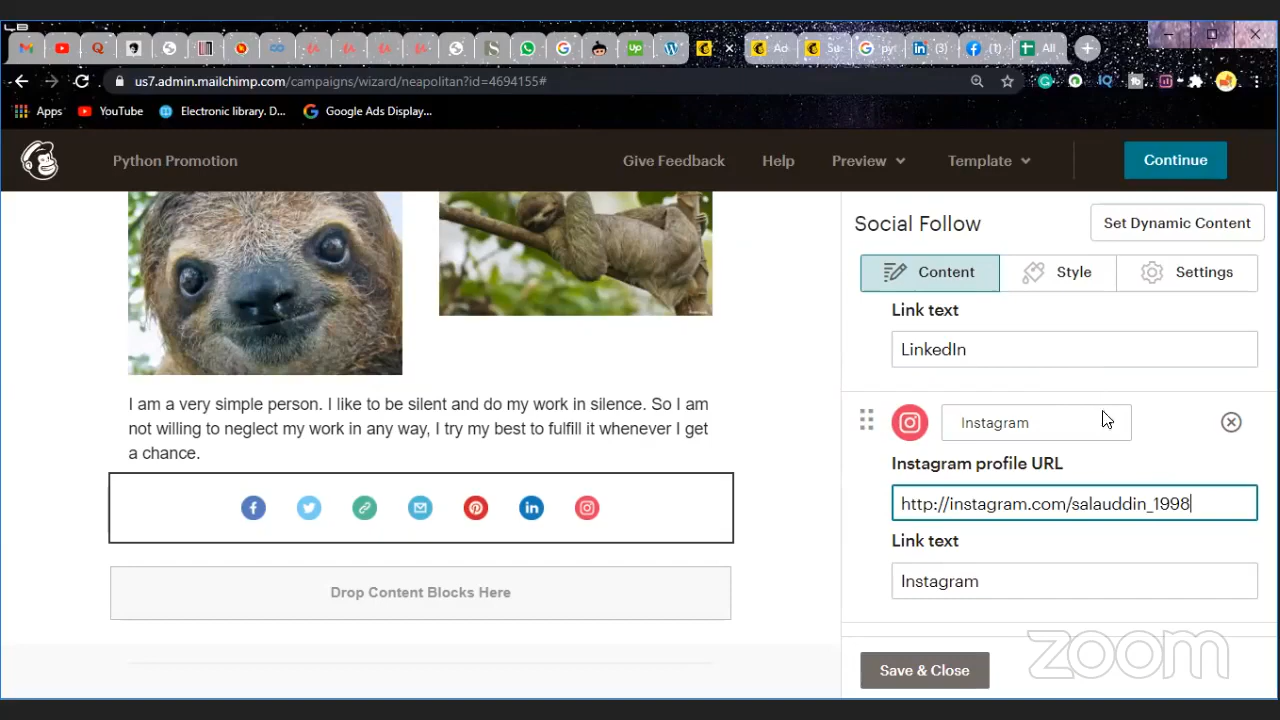 us7.admin.mailchimp.com/campaigns/wizard/neapolitan?id=4694155#
Apps
YouTube
Electronic library. D...
Google Ads Display...
Python Promotion
Give Feedback
Help
Preview
Template
Continue
Social Follow
Set Dynamic Content
Content
Style
Settings
Link text
LinkedIn
Instagram
Instagram profile URL
http://instagram.com/salauddin_1998
Link text
Instagram
Save & Close
I am a very simple person. I like to be silent and do my work in silence. So I am
not willing to neglect my work in any way, I try my best to fulfill it whenever I get
a chance.
Drop Content Blocks Here
zoom